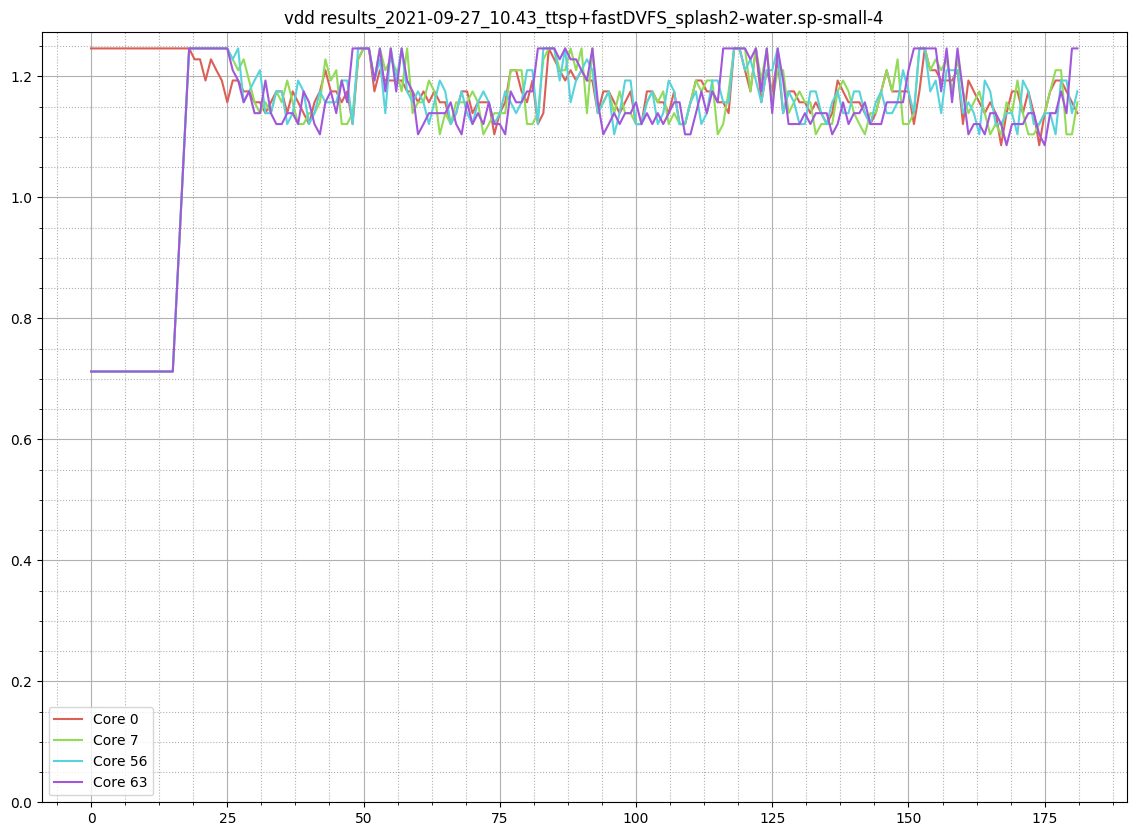 vdd results_2021-09-27_10.43_ttsp+fastDVFS_splash2-water.sp-small-4
1.2
1.0
0.8
0.6
0.4
0.2
0.0
Core 0
Core 7
Core 56
Core 63
0 25 50 75 100 125 150 175